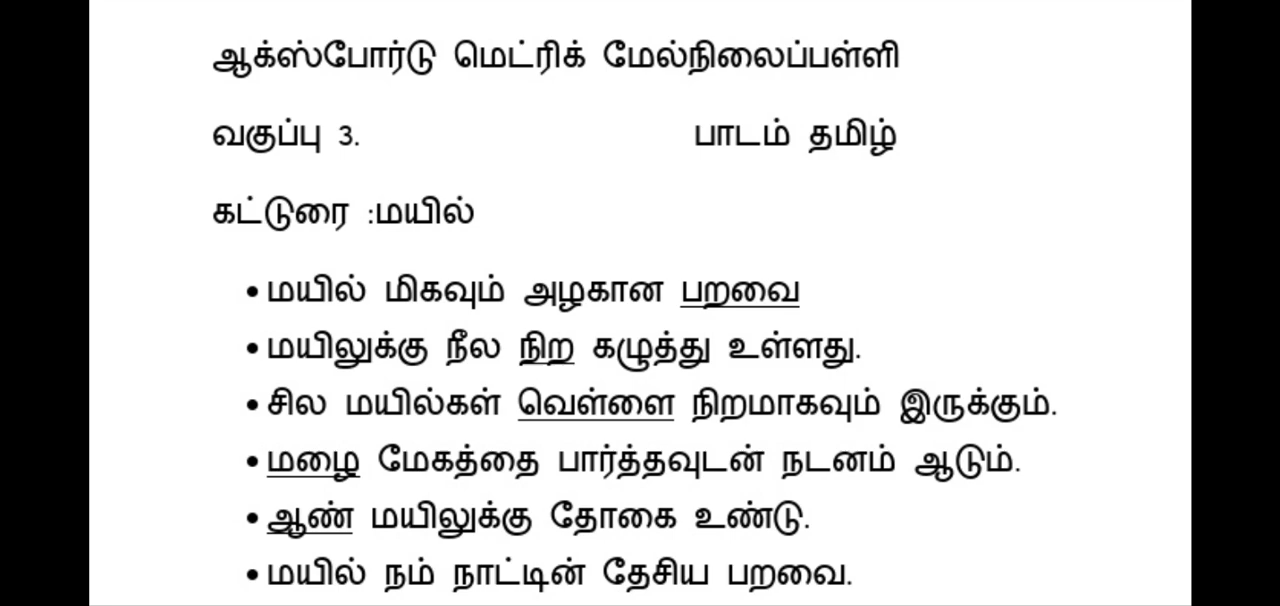 ஆக்ஸ்போர்டு மெட்ரிக் மேல்நிலைப்பள்ளி
வகுப்பு 3. பாடம் தமிழ்
கட்டுரை :மயில்
• மயில் மிகவும் அழகான பறவை
• மயிலுக்கு நீல நிற கழுத்து உள்ளது.
• சில மயில்கள் வெள்ளை நிறமாகவும் இருக்கும்.
• மழை மேகத்தை பார்த்தவுடன் நடனம் ஆடும்.
• ஆண் மயிலுக்கு தோகை உண்டு.
• மயில் நம் நாட்டின் தேசிய பறவை.